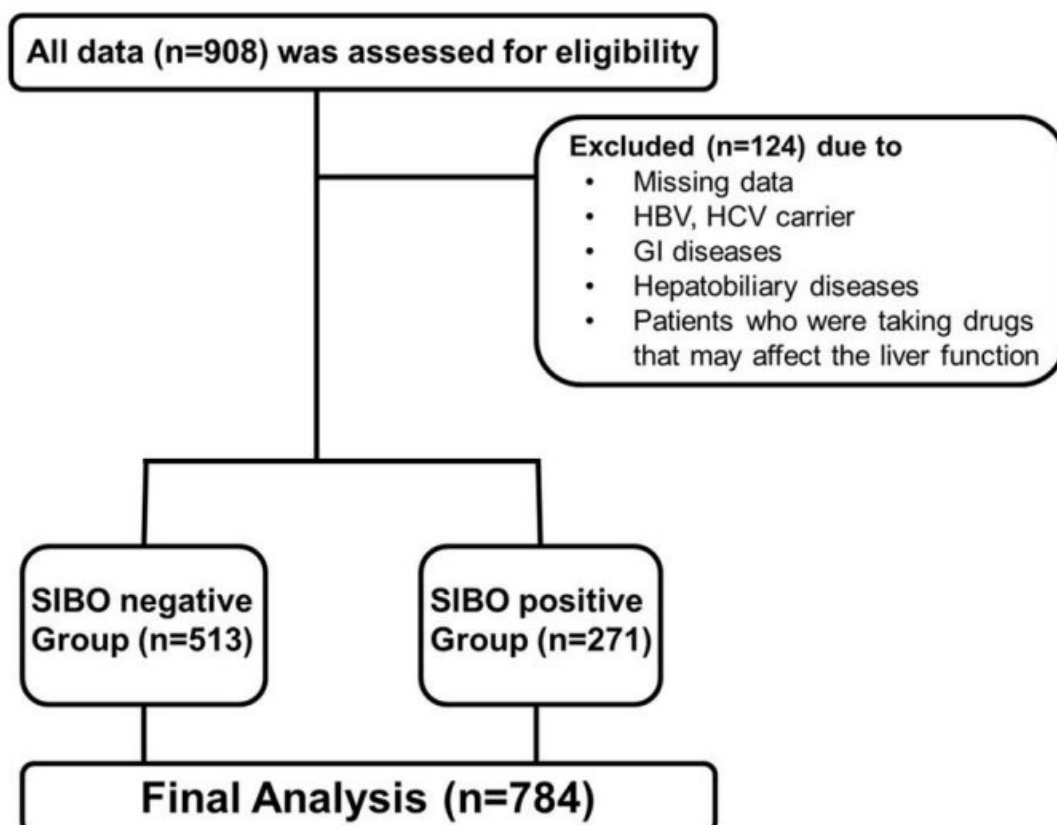 All data (n=908) was assessed for eligibility
Excluded (n=124) due to
• Missing data
• HBV, HCV carrier
• GI diseases
• Hepatobiliary diseases
• Patients who were taking drugs
that may affect the liver function
SIBO negative
Group (n=513)
SIBO positive
Group (n=271)
Final Analysis (n=784)